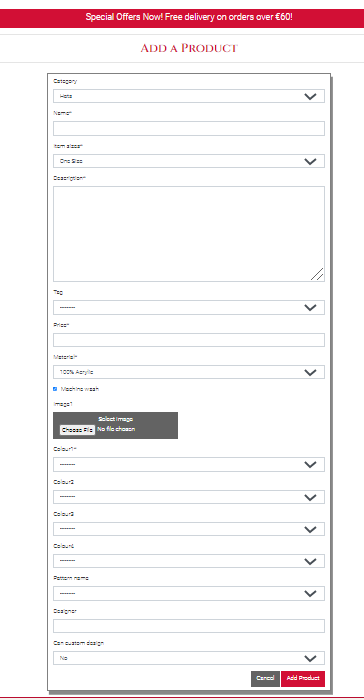 Special Offers Now! Free delivery on orders over €60!
ADD A PRODUCT
Category
Hats
Name*
Item sizes*
One Size
Description*
Tag
---------
Price*
Material*
100% Acrylic
Machine wash
Image1
Select Image
Choose File No file chosen
Colour1*
---------
Colour2
---------
Colour3
---------
Colour4
---------
Pattern name
---------
Designer
Can custom design
No
Cancel Add Product